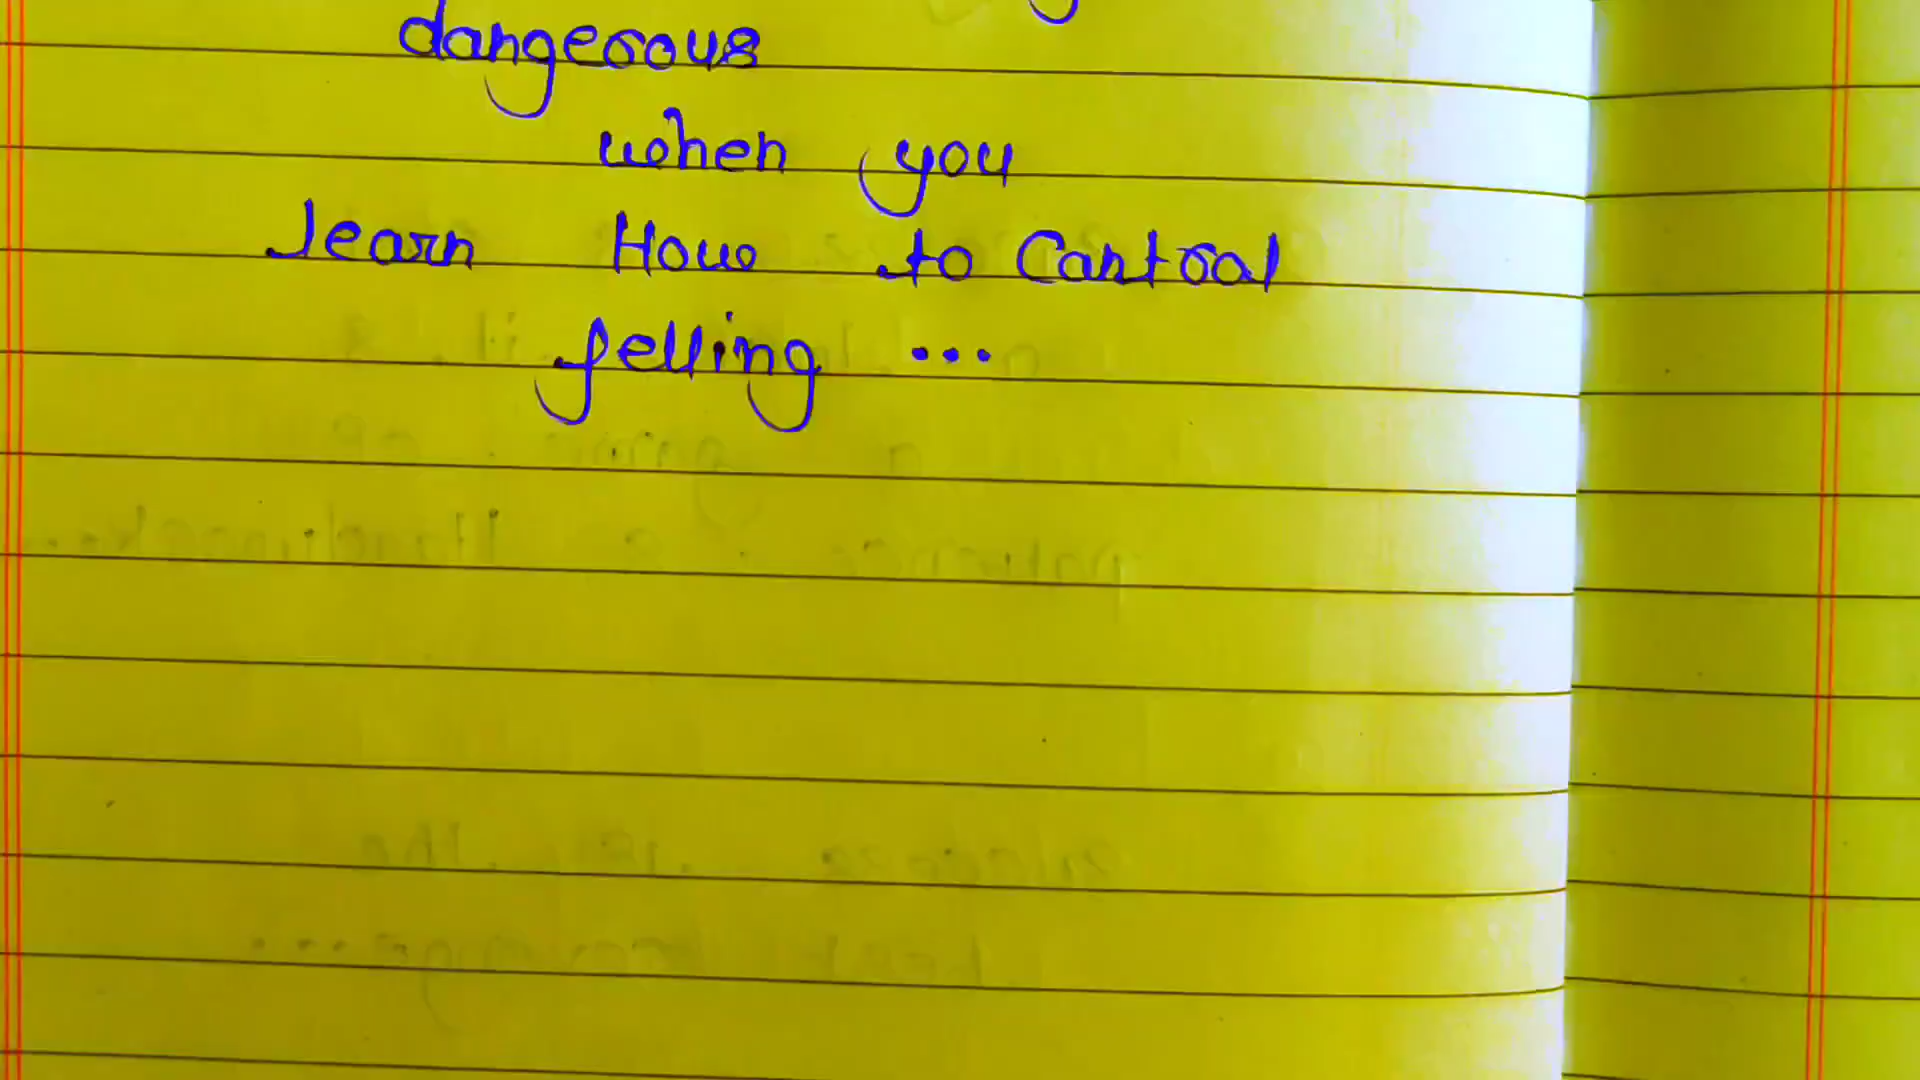 dangerous
when you
learn How to Cantral
felling ...